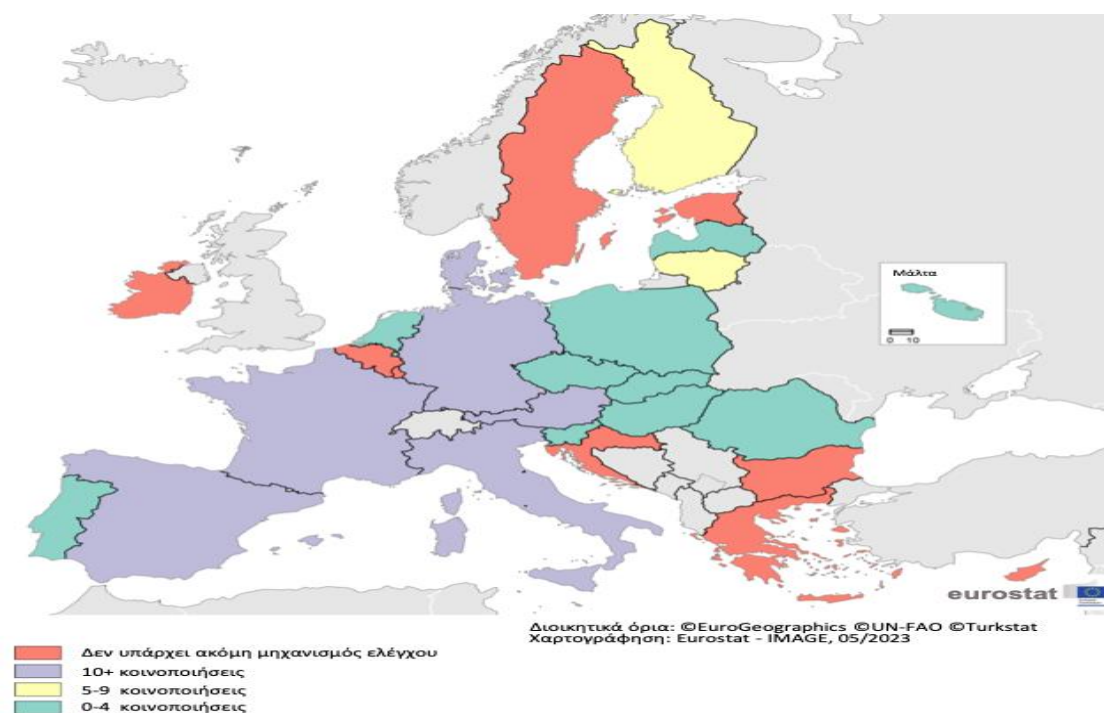 Μάλτα
0 10
eurostat
Διοικητικά όρια: ©EuroGeographics ©UN-FAO ©Turkstat
Χαρτογράφηση: Eurostat - IMAGE, 05/2023
Δεν υπάρχει ακόμη μηχανισμός ελέγχου
10+ κοινοποιήσεις
5-9 κοινοποιήσεις
0-4 κοινοποιήσεις